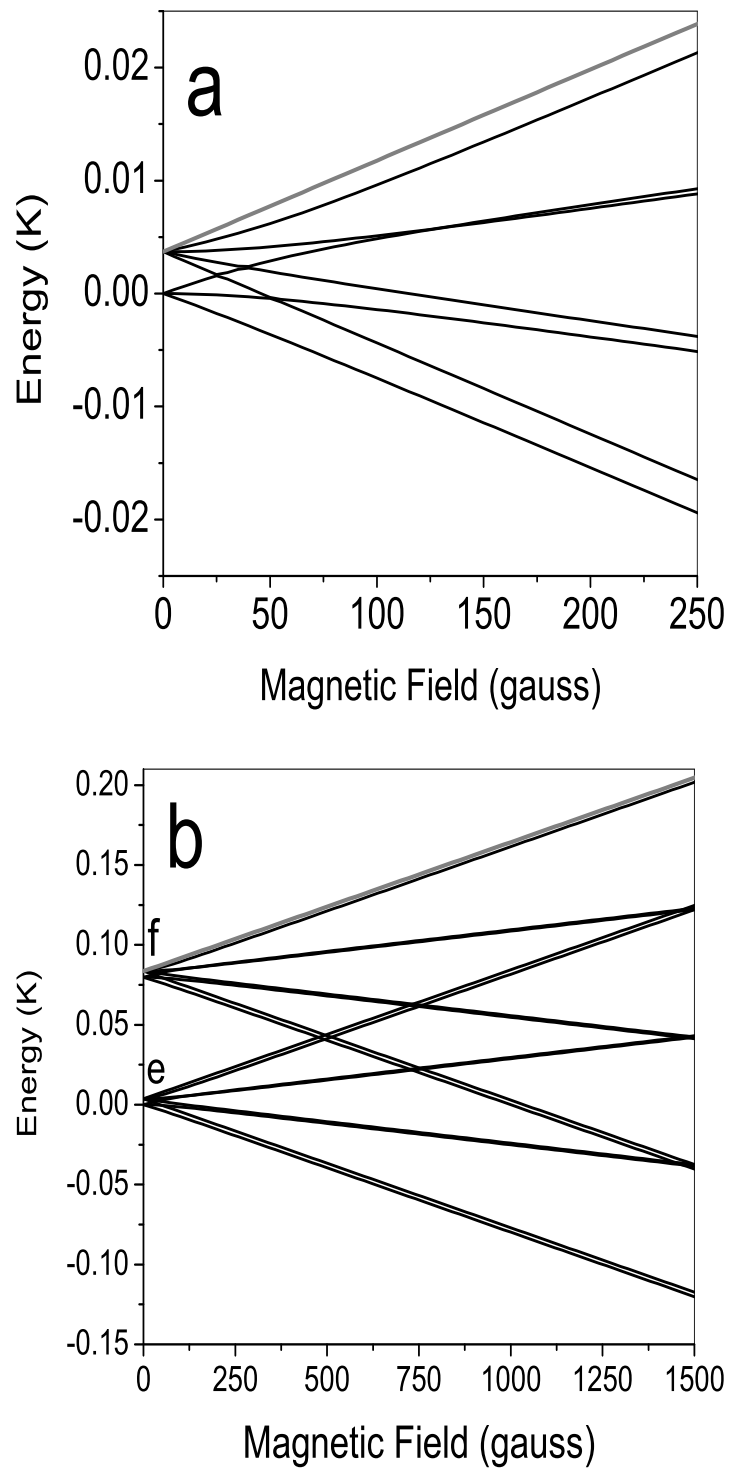 a
0.02
0.01
0.00
-0.01
-0.02
Energy (K)
0 50 100 150 200 250
Magnetic Field (gauss)
b
0.20
0.15
0.10
0.05
0.00
-0.05
-0.10
-0.15
f
e
Energy (K)
0 250 500 750 1000 1250 1500
Magnetic Field (gauss)